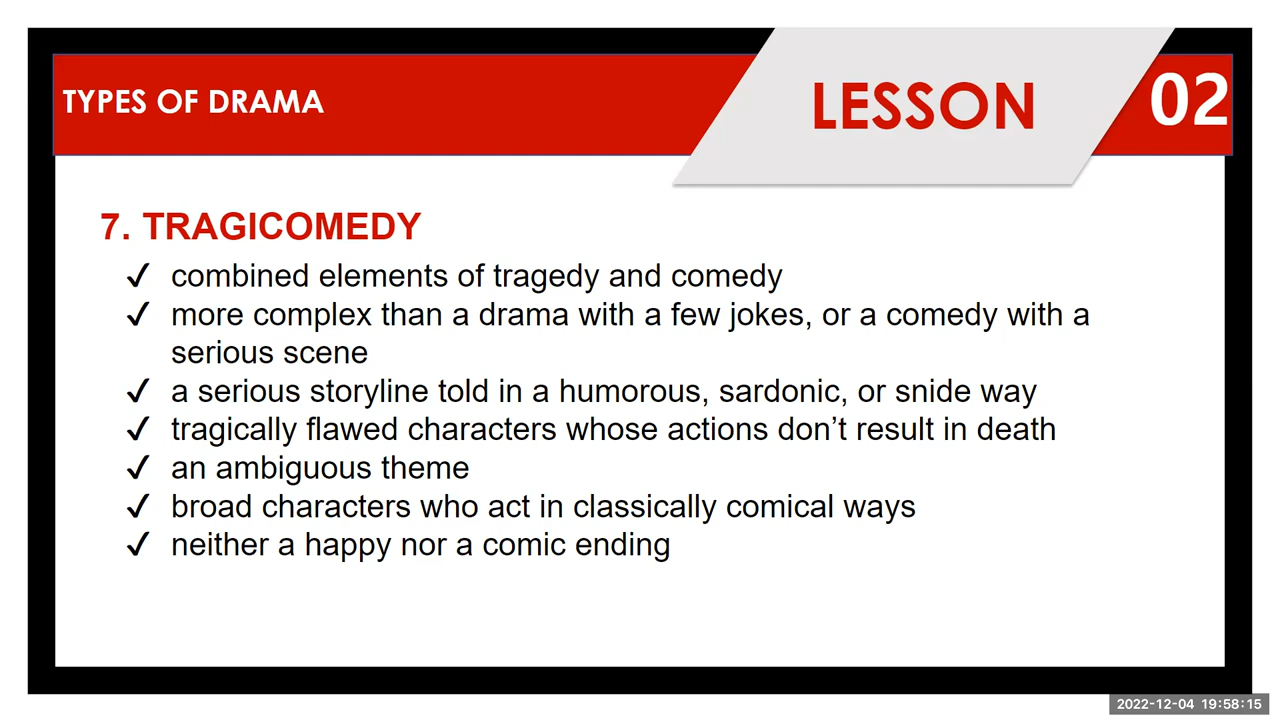 TYPES OF DRAMA
LESSON
02
7. TRAGICOMEDY
✓ combined elements of tragedy and comedy
✓ more complex than a drama with a few jokes, or a comedy with a
serious scene
✓ a serious storyline told in a humorous, sardonic, or snide way
✓ tragically flawed characters whose actions don’t result in death
✓ an ambiguous theme
✓ broad characters who act in classically comical ways
✓ neither a happy nor a comic ending
2022-12-04 19:58:15